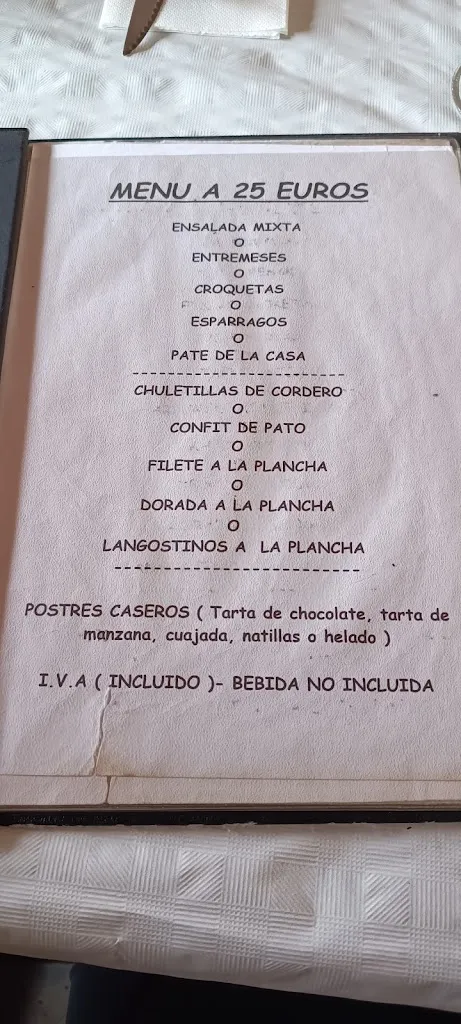 MENU A 25 EUROS
ENSALADA MIXTA
O
ENTREMESES
O
CROQUETAS
O
ESPARRAGOS
O
PATE DE LA CASA
-------------------------
CHULETILLAS DE CORDERO
O
CONFIT DE PATO
O
FILETE A LA PLANCHA
O
DORADA A LA PLANCHA
O
LANGOSTINOS A LA PLANCHA
-------------------------
POSTRES CASEROS ( Tarta de chocolate, tarta de
manzana, cuajada, natillas o helado )
I.V.A ( INCLUIDO )- BEBIDA NO INCLUIDA